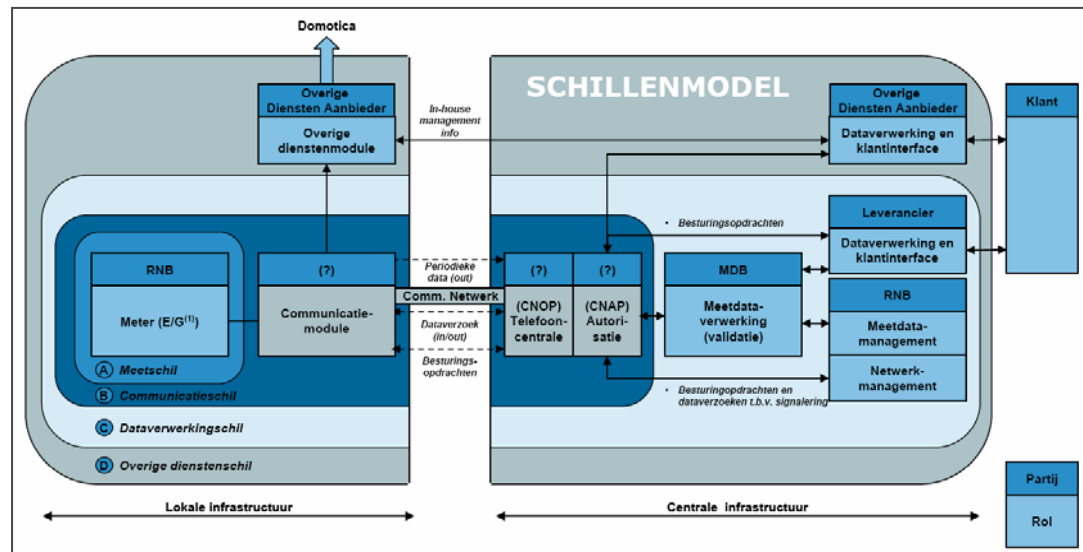 Domotica
SCHILLENMODEL
Overige
Diensten Aanbieder
Overige
dienstenmodule
In-house
management
info
Overige
Diensten Aanbieder
Dataverwerking en
klantinterface
Klant
• Besturingsopdrachten
Leverancier
Dataverwerking en
klantinterface
RNB
Meter (E/G(1))
(?)
Communicatie-
module
Periodieke
data (out)
Comm. Netwerk
Dataverzoek
(in/out)
Besturings-
opdrachten
(?)
(CNOP)
Telefoon-
centrale
(?)
(CNAP)
Autori-
satie
MDB
Meetdata-
verwerking
(validatie)
RNB
Meetdata-
management
Netwerk-
management
• Besturingopdrachten en
dataverzoeken t.b.v. signalering
A Meetschil
B Communicatieschil
C Dataverwerkingschil
D Overige dienstenschil
Lokale infrastructuur
Centrale infrastructuur
Partij
Rol